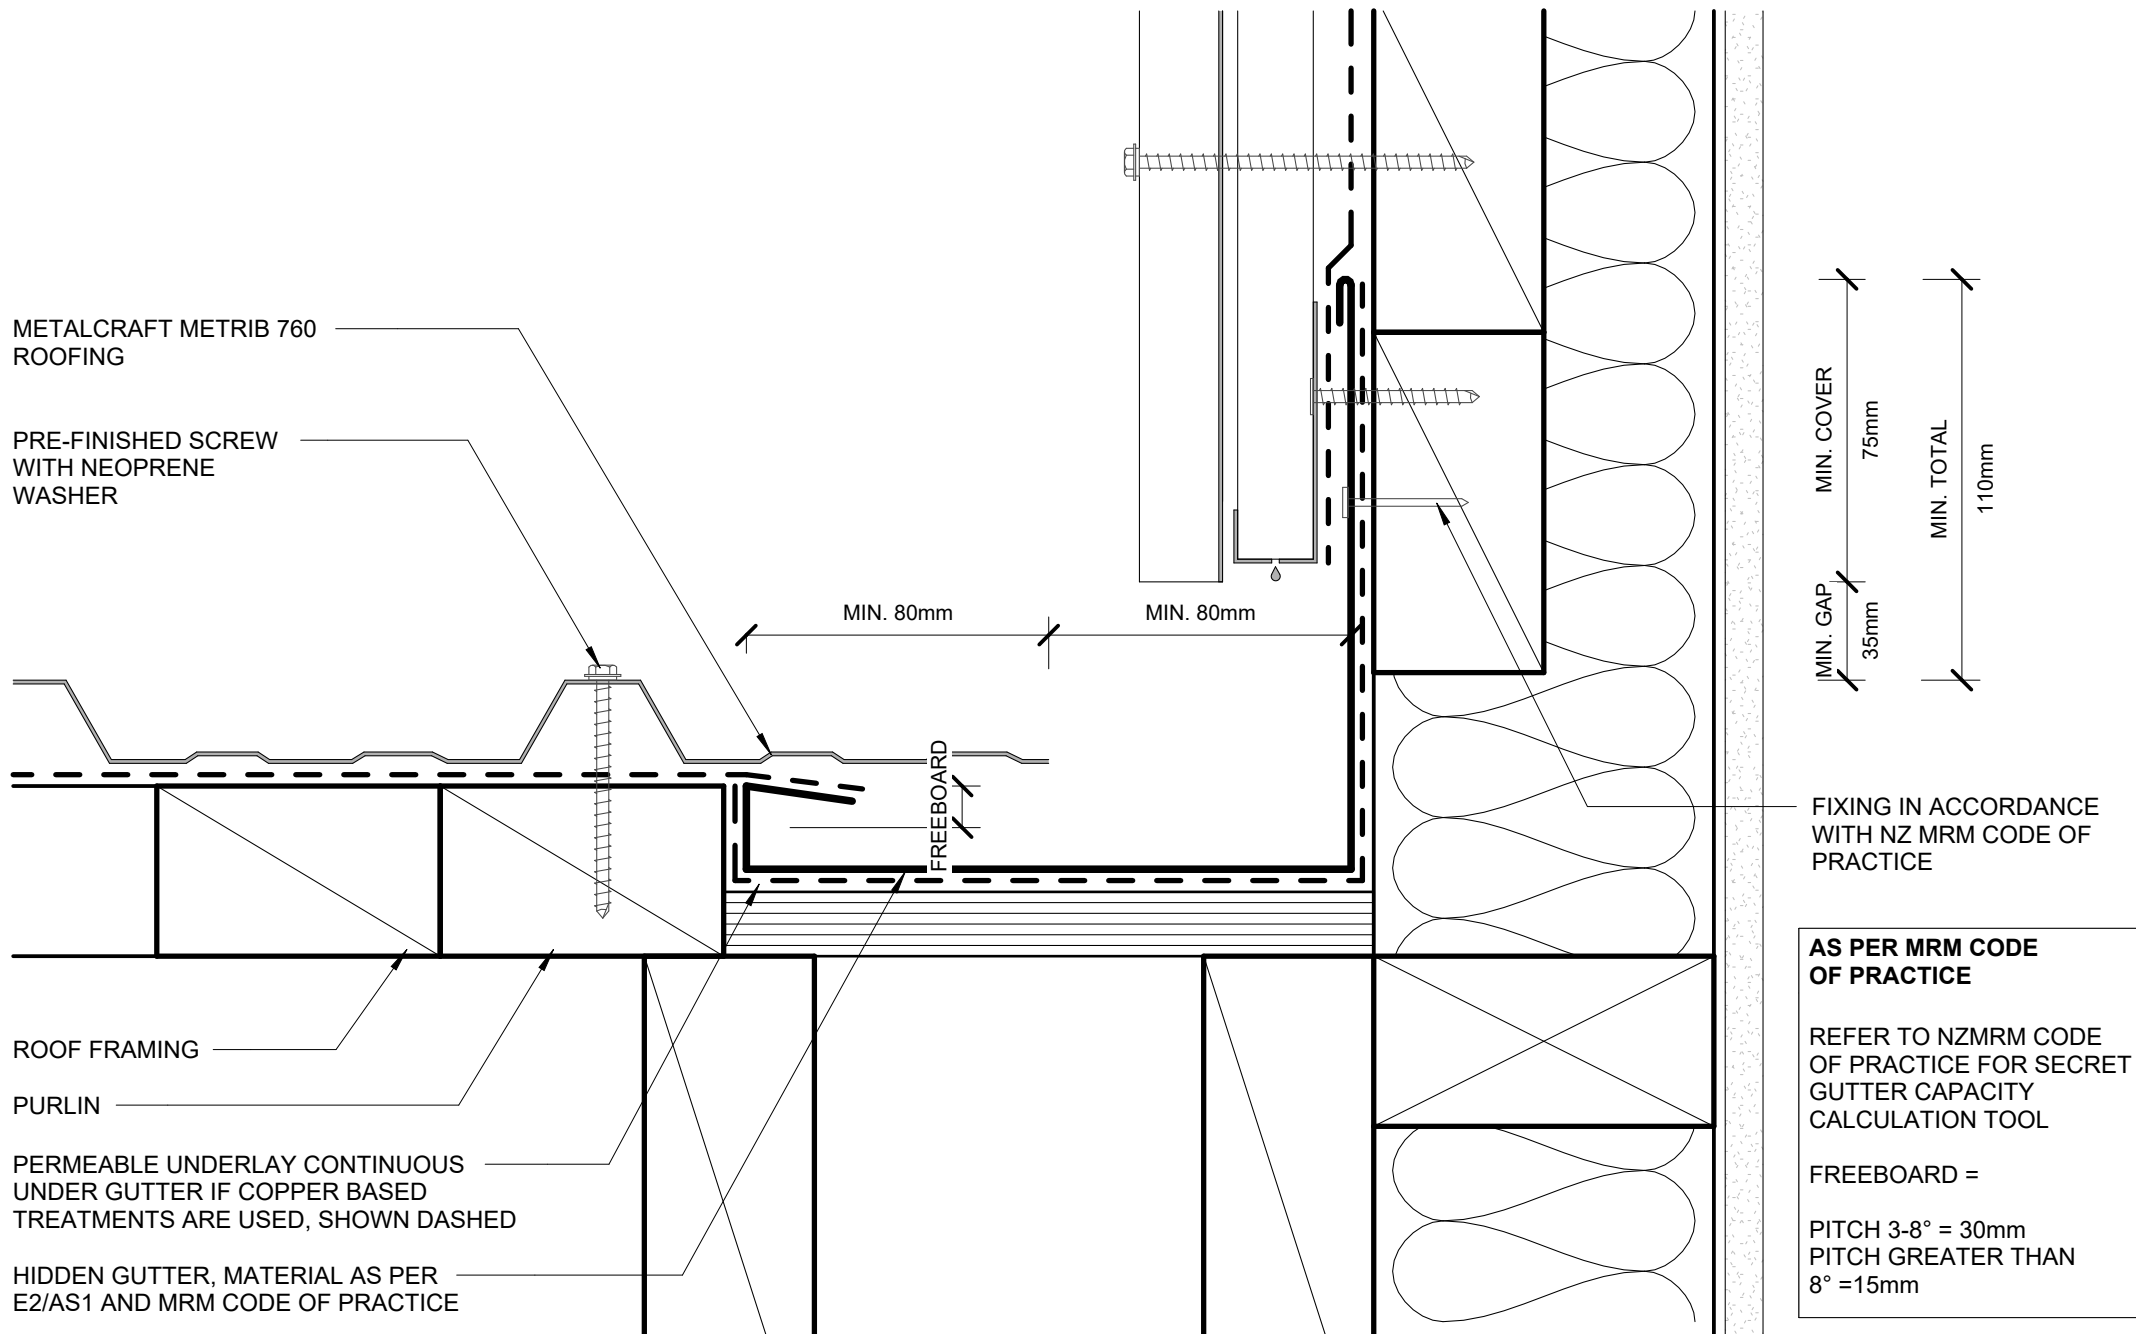 METALCRAFT METRIB 760
ROOFING
PRE-FINISHED SCREW
WITH NEOPRENE
WASHER
MIN. 80mm
MIN. 80mm
FREEBOARD
MIN. COVER
75mm
MIN. GAP
35mm
MIN. TOTAL
110mm
ROOF FRAMING
PURLIN
PERMEABLE UNDERLAY CONTINUOUS
UNDER GUTTER IF COPPER BASED
TREATMENTS ARE USED, SHOWN DASHED
HIDDEN GUTTER, MATERIAL AS PER
E2/AS1 AND MRM CODE OF PRACTICE
FIXING IN ACCORDANCE
WITH NZ MRM CODE OF
PRACTICE
AS PER MRM CODE
OF PRACTICE
REFER TO NZMRM CODE
OF PRACTICE FOR SECRET
GUTTER CAPACITY
CALCULATION TOOL
FREEBOARD =
PITCH 3-8° = 30mm
PITCH GREATER THAN
8° =15mm